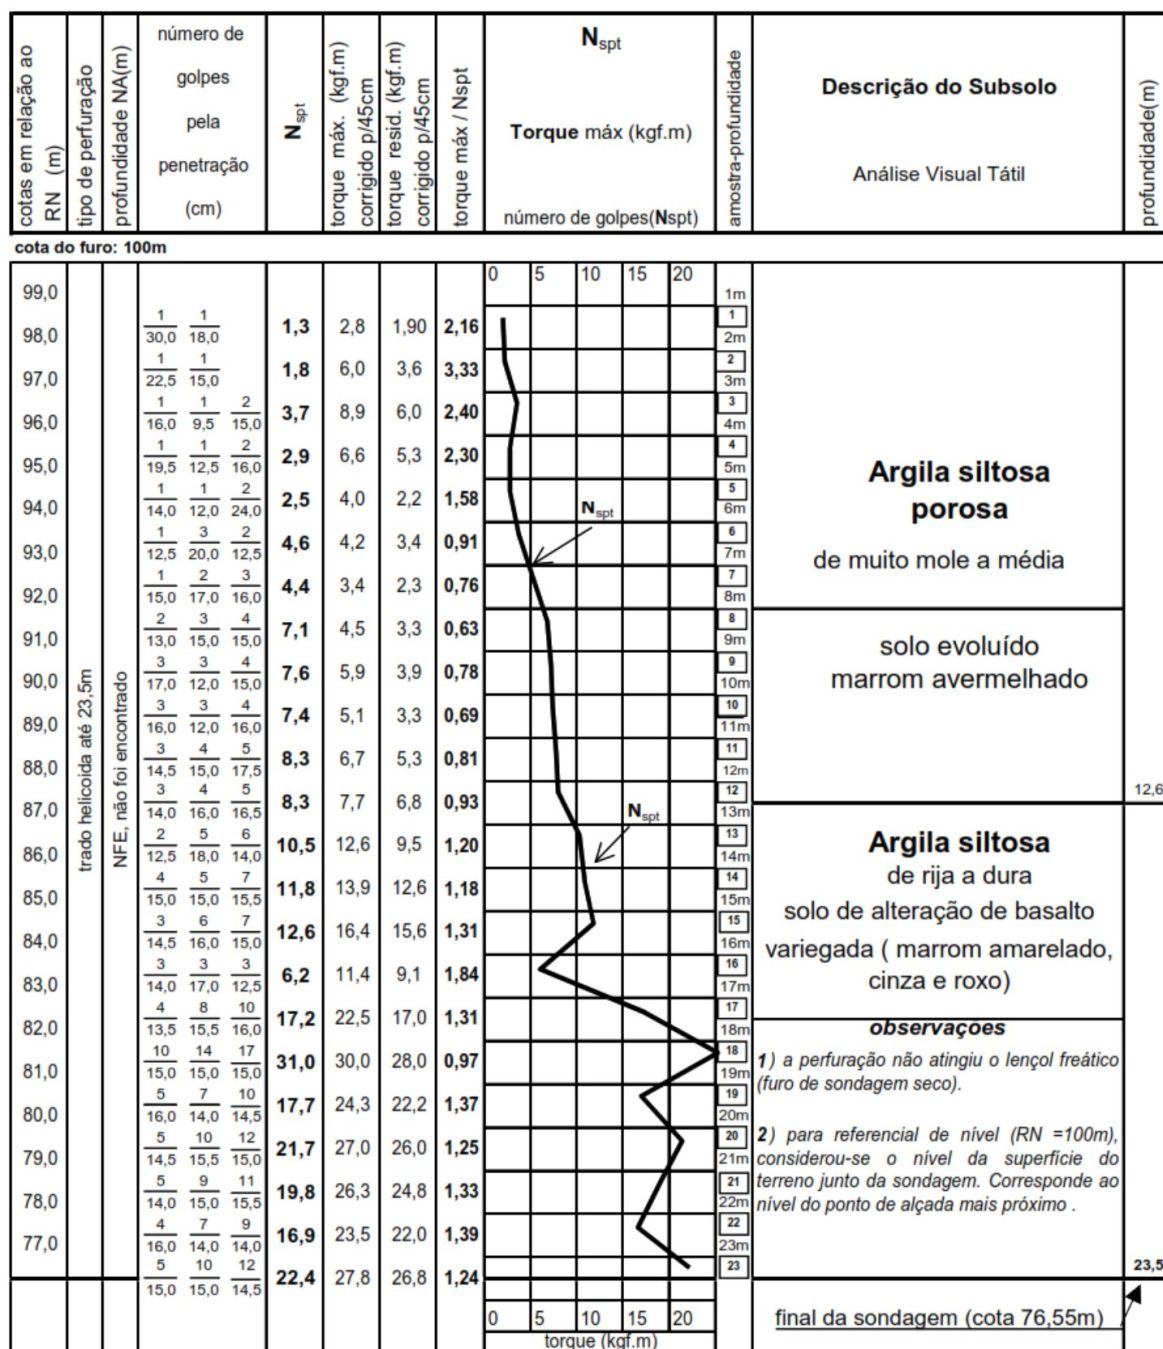 cotas em relação ao RN (m)
tipo de perfuração
profundidade NA(m)
número de golpes pela penetração (cm)
Nspt
torque máx. (kgf.m) corrigido p/45cm
torque resid. (kgf.m) corrigido p/45cm
torque máx / Nspt
Nspt
Torque máx (kgf.m)
número de golpes(Nspt)
amostra-profundidade
Descrição do Subsolo
Análise Visual Tátil
profundidade(m)
cota do furo: 100m
0 5 10 15 20
99,0 1m
98,0 1/30,0 1/18,0 1,3 2,8 1,90 2,16 1 2m
97,0 1/22,5 1/15,0 1,8 6,0 3,6 3,33 2 3m
96,0 1/16,0 1/9,5 2/15,0 3,7 8,9 6,0 2,40 3 4m
95,0 1/19,5 1/12,5 2/16,0 2,9 6,6 5,3 2,30 4 5m
94,0 1/14,0 1/12,0 2/24,0 2,5 4,0 2,2 1,58 5 6m
93,0 1/12,5 3/20,0 2/12,5 4,6 4,2 3,4 0,91 6 7m
92,0 1/15,0 2/17,0 3/16,0 4,4 3,4 2,3 0,76 7 8m
91,0 2/13,0 3/15,0 4/15,0 7,1 4,5 3,3 0,63 8 9m
90,0 3/17,0 3/12,0 4/15,0 7,6 5,9 3,9 0,78 9 10m
89,0 3/16,0 3/12,0 4/16,0 7,4 5,1 3,3 0,69 10 11m
88,0 3/14,5 4/15,0 5/17,5 8,3 6,7 5,3 0,81 11 12m
87,0 3/14,0 4/16,0 5/16,5 8,3 7,7 6,8 0,93 12 13m
86,0 2/12,5 5/18,0 6/14,0 10,5 12,6 9,5 1,20 13 14m
85,0 4/15,0 5/15,0 7/15,5 11,8 13,9 12,6 1,18 14 15m
84,0 3/14,5 6/16,0 7/15,0 12,6 16,4 15,6 1,31 15 16m
83,0 3/14,0 3/17,0 3/12,5 6,2 11,4 9,1 1,84 16 17m
82,0 4/13,5 8/15,5 10/16,0 17,2 22,5 17,0 1,31 17 18m
81,0 10/15,0 14/15,0 17/15,0 31,0 30,0 28,0 0,97 18 19m
80,0 5/16,0 7/14,0 10/14,5 17,7 24,3 22,2 1,37 19 20m
79,0 5/14,5 10/15,5 12/15,0 21,7 27,0 26,0 1,25 20 21m
78,0 5/14,0 9/15,0 11/15,5 19,8 26,3 24,8 1,33 21 22m
77,0 4/16,0 7/14,0 9/14,0 16,9 23,5 22,0 1,39 22 23m
5/15,0 10/15,0 12/14,5 22,4 27,8 26,8 1,24 23
trado helicoida até 23,5m
NFE, não foi encontrado
Nspt
Nspt
0 5 10 15 20
torque (kgf.m)
Argila siltosa
porosa
de muito mole a média
solo evoluído
marrom avermelhado
12,6
Argila siltosa
de rija a dura
solo de alteração de basalto
variegada ( marrom amarelado,
cinza e roxo)
observações
1) a perfuração não atingiu o lençol freático
(furo de sondagem seco).
2) para referencial de nível (RN =100m),
considerou-se o nível da superfície do
terreno junto da sondagem. Corresponde ao
nível do ponto de alçada mais próximo .
23,5
final da sondagem (cota 76,55m)